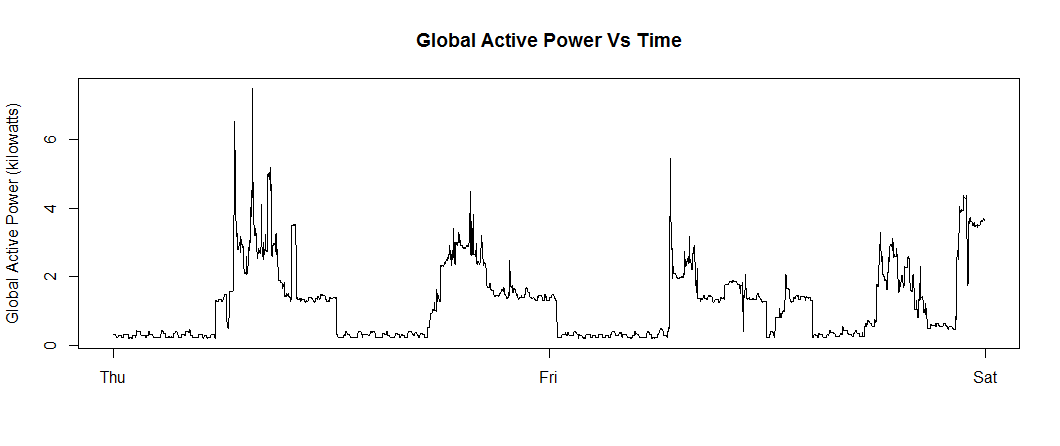 Global Active Power Vs Time
Global Active Power (kilowatts)
6
4
2
0
Thu Fri Sat